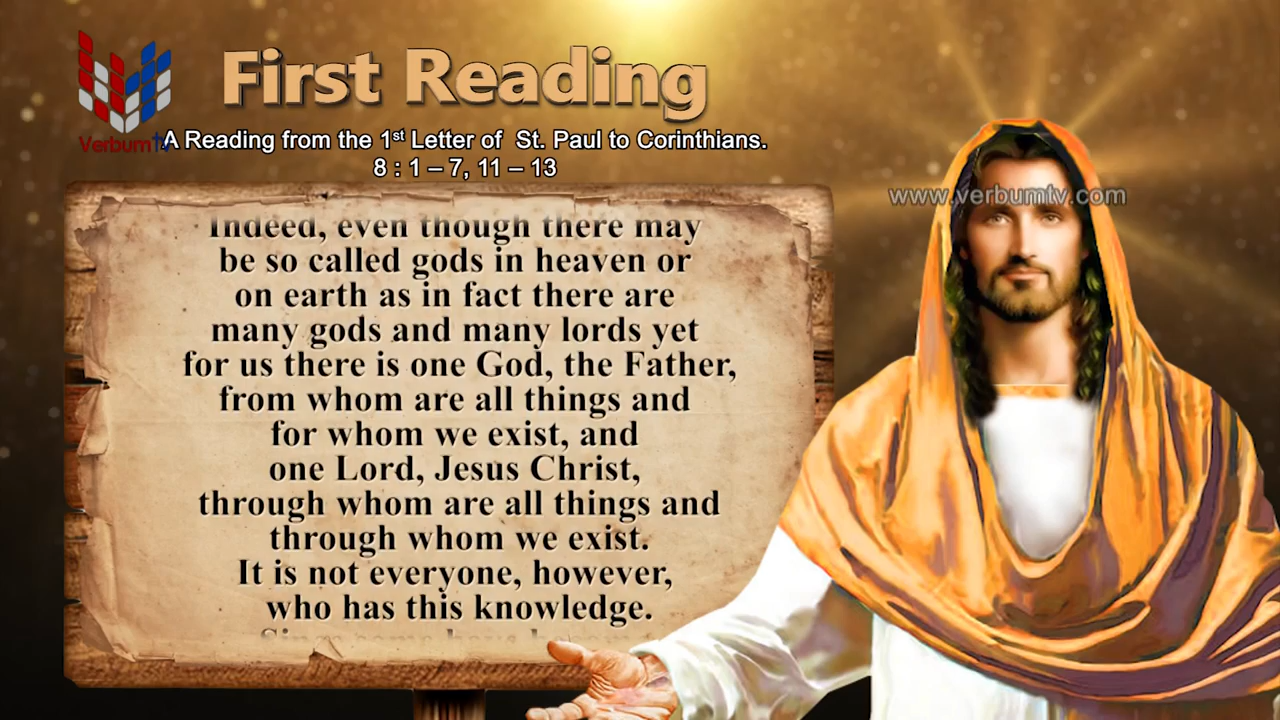 First Reading
VerbumTv
A Reading from the 1st Letter of St. Paul to Corinthians.
8 : 1 – 7, 11 – 13
www.verbumtv.com
Indeed, even though there may
be so called gods in heaven or
on earth as in fact there are
many gods and many lords yet
for us there is one God, the Father,
from whom are all things and
for whom we exist, and
one Lord, Jesus Christ,
through whom are all things and
through whom we exist.
It is not everyone, however,
who has this knowledge.